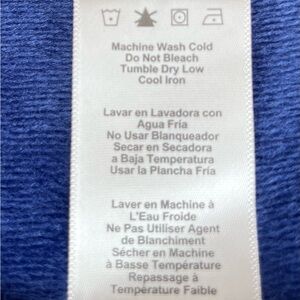 Machine Wash Cold
Do Not Bleach
Tumble Dry Low
Cool Iron
Lavar en Lavadora con
Agua Fría
No Usar Blanqueador
Secar en Secadora
a Baja Temperatura
Usar la Plancha Fría
Laver en Machine à
L'Eau Froide
Ne Pas Utiliser Agent
de Blanchiment
Sécher en Machine
à Basse Température
Repassage à
Température Faible